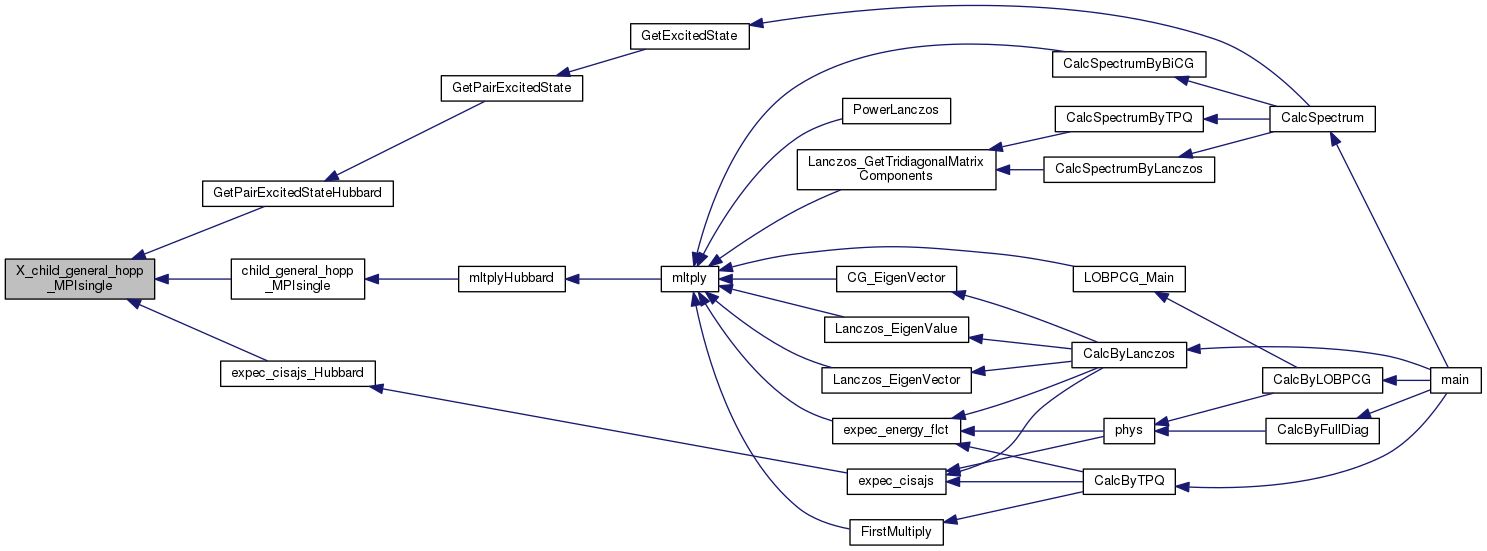 GetExcitedState
CalcSpectrumByBiCG
GetPairExcitedState
PowerLanczos
CalcSpectrumByTPQ
CalcSpectrum
Lanczos_GetTridiagonalMatrix
Components
CalcSpectrumByLanczos
GetPairExcitedStateHubbard
X_child_general_hopp
_MPIsingle
child_general_hopp
_MPIsingle
mltplyHubbard
mltply
CG_EigenVector
LOBPCG_Main
Lanczos_EigenValue
CalcByLanczos
expec_cisajs_Hubbard
Lanczos_EigenVector
CalcByLOBPCG
main
expec_energy_flct
phys
CalcByFullDiag
expec_cisajs
CalcByTPQ
FirstMultiply